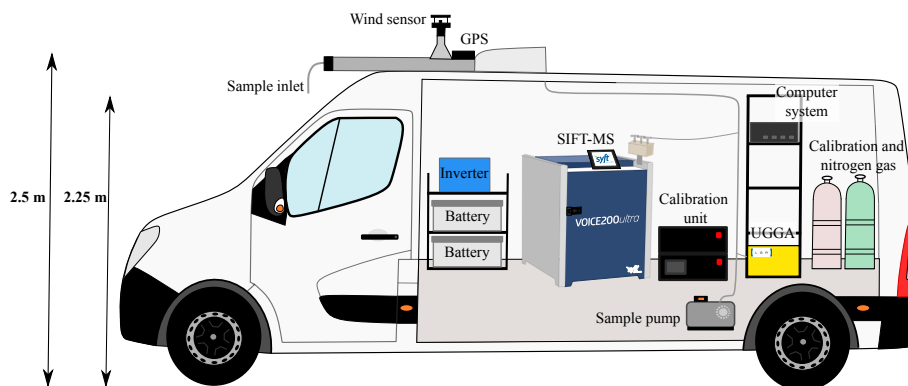 Wind sensor
GPS
Sample inlet
Computer
system
SIFT-MS
syft
Calibration and
nitrogen gas
2.5 m
2.25 m
Inverter
Battery
VOICE200ultra
Calibration
unit
UGGA
Battery
Sample pump